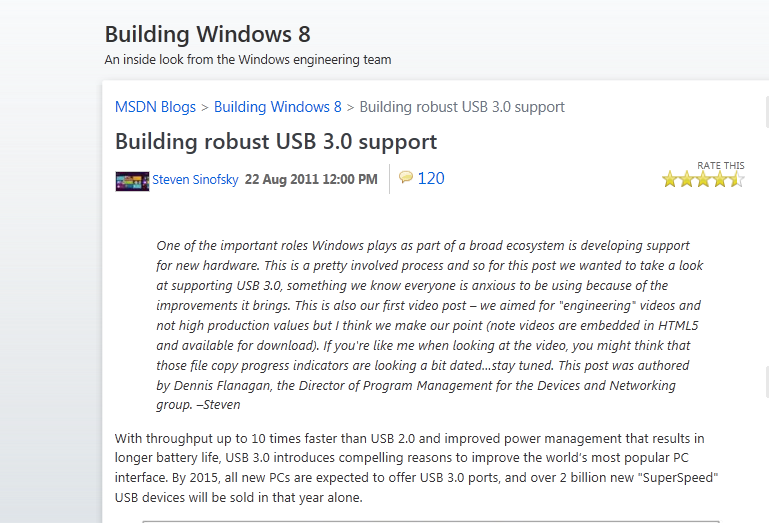 Building Windows 8
An inside look from the Windows engineering team
MSDN Blogs > Building Windows 8 > Building robust USB 3.0 support
Building robust USB 3.0 support
RATE THIS
Steven Sinofsky 22 Aug 2011 12:00 PM 120
One of the important roles Windows plays as part of a broad ecosystem is developing support
for new hardware. This is a pretty involved process and so for this post we wanted to take a look
at supporting USB 3.0, something we know everyone is anxious to be using because of the
improvements it brings. This is also our first video post – we aimed for "engineering" videos and
not high production values but I think we make our point (note videos are embedded in HTML5
and available for download). If you're like me when looking at the video, you might think that
those file copy progress indicators are looking a bit dated...stay tuned. This post was authored
by Dennis Flanagan, the Director of Program Management for the Devices and Networking
group. –Steven
With throughput up to 10 times faster than USB 2.0 and improved power management that results in
longer battery life, USB 3.0 introduces compelling reasons to improve the world's most popular PC
interface. By 2015, all new PCs are expected to offer USB 3.0 ports, and over 2 billion new "SuperSpeed"
USB devices will be sold in that year alone.